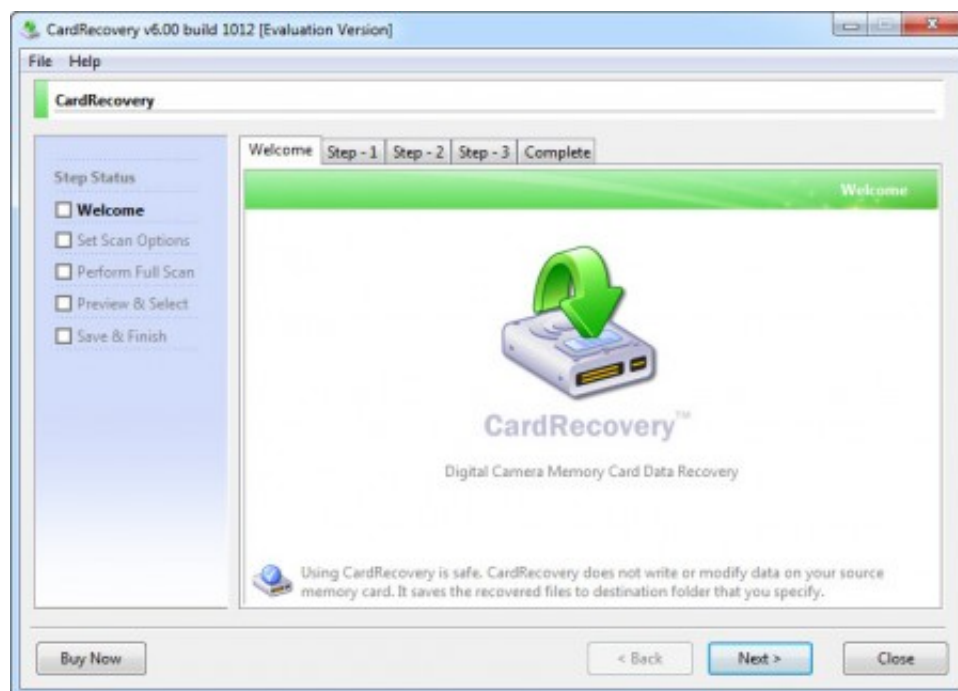 CardRecovery v6.00 build 1012 [Evaluation Version]
File Help
CardRecovery
Step Status
Welcome
Set Scan Options
Perform Full Scan
Preview & Select
Save & Finish
Welcome Step - 1 Step - 2 Step - 3 Complete
Welcome
CardRecovery™
Digital Camera Memory Card Data Recovery
Using CardRecovery is safe. CardRecovery does not write or modify data on your source
memory card. It saves the recovered files to destination folder that you specify.
Buy Now < Back Next > Close